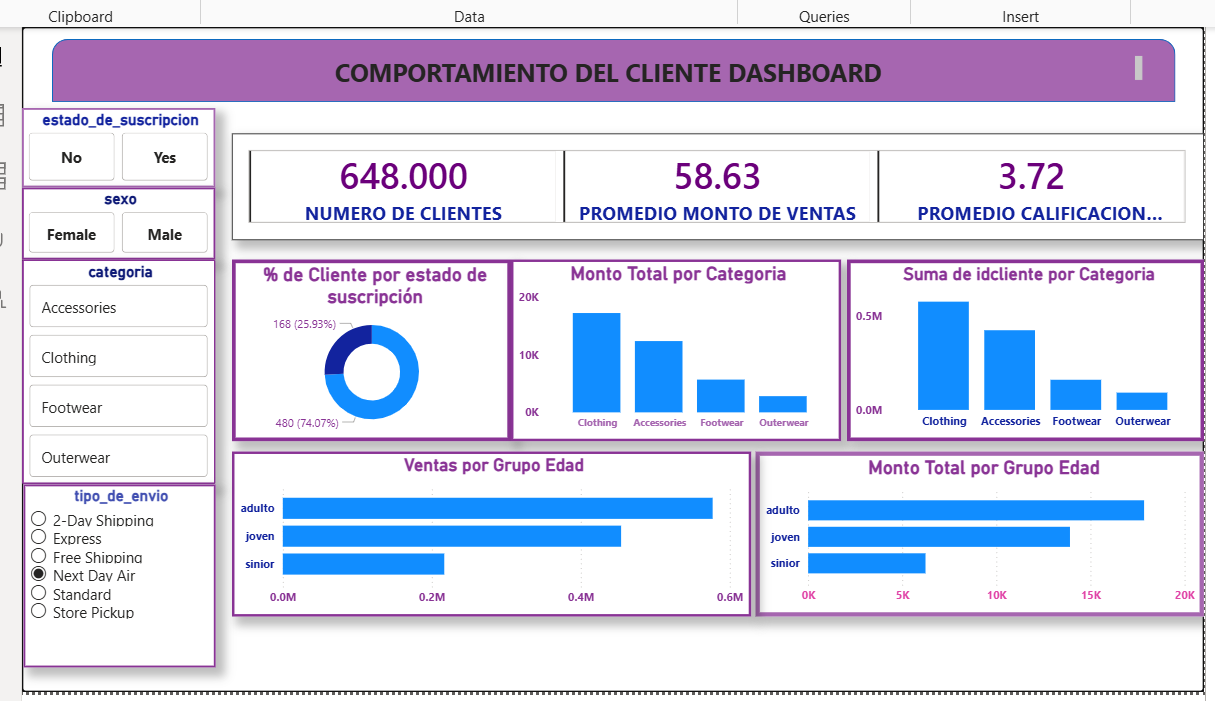 Clipboard
Data
Queries
Insert
COMPORTAMIENTO DEL CLIENTE DASHBOARD
estado_de_suscripcion
No
Yes
sexo
Female
Male
categoria
Accessories
Clothing
Footwear
Outerwear
tipo_de_envio
2-Day Shipping
Express
Free Shipping
Next Day Air
Standard
Store Pickup
648.000
NUMERO DE CLIENTES
58.63
PROMEDIO MONTO DE VENTAS
3.72
PROMEDIO CALIFICACION...
% de Cliente por estado de
suscripción
168 (25.93%)
480 (74.07%)
Monto Total por Categoria
20K
10K
0K
Clothing
Accessories
Footwear
Outerwear
Suma de idcliente por Categoria
0.5M
0.0M
Clothing
Accessories
Footwear
Outerwear
Ventas por Grupo Edad
adulto
joven
sinior
0.0M
0.2M
0.4M
0.6M
Monto Total por Grupo Edad
adulto
joven
sinior
0K
5K
10K
15K
20K